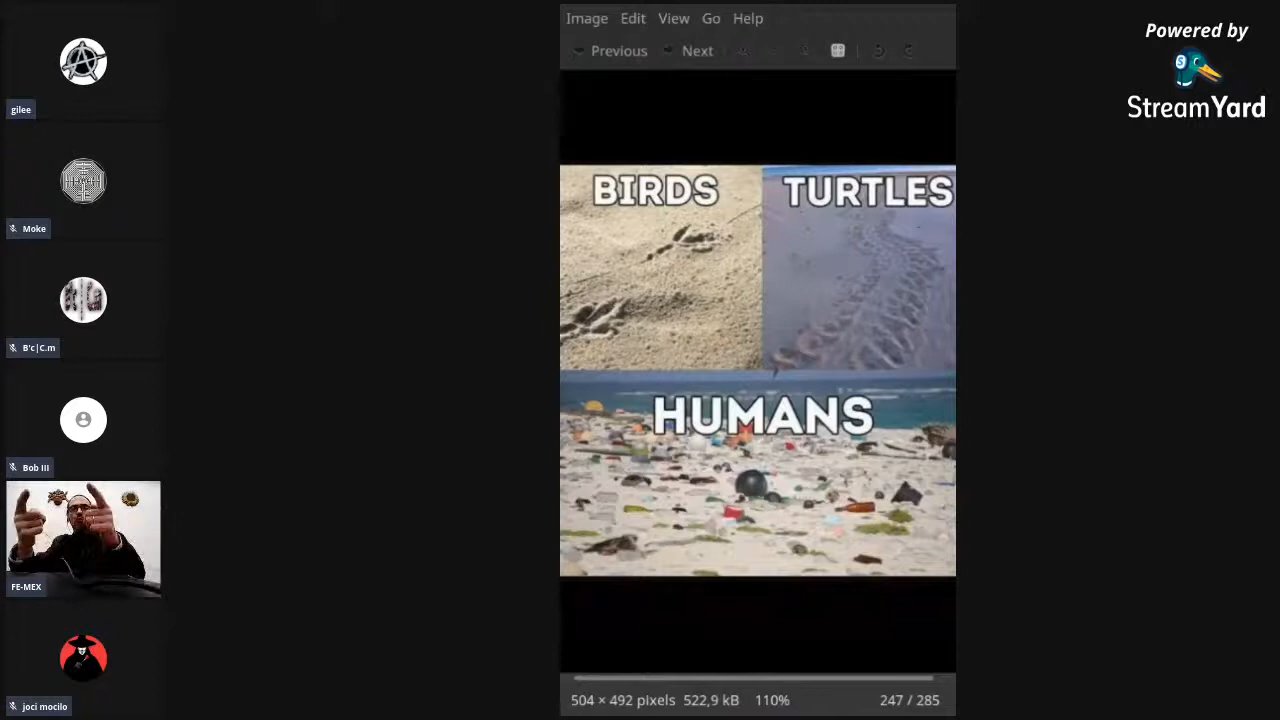 gilee
Moke
B'c|C.m
Bob III
FE-MEX
joci mocilo
Image Edit View Go Help
Previous Next
BIRDS
TURTLES
HUMANS
504 × 492 pixels 522,9 kB 110% 247 / 285
Powered by
StreamYard